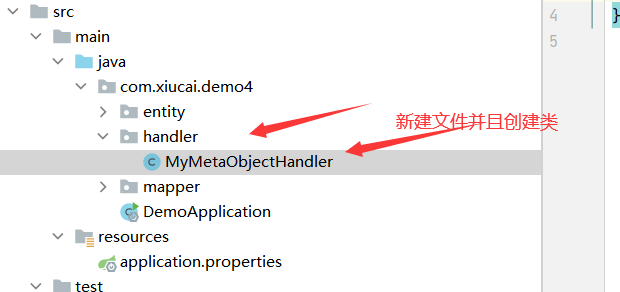 src
main
java
com.xiucai.demo4
entity
handler
新建文件并且创建类
MyMetaObjectHandler
mapper
DemoApplication
resources
application.properties
test
4 }
5